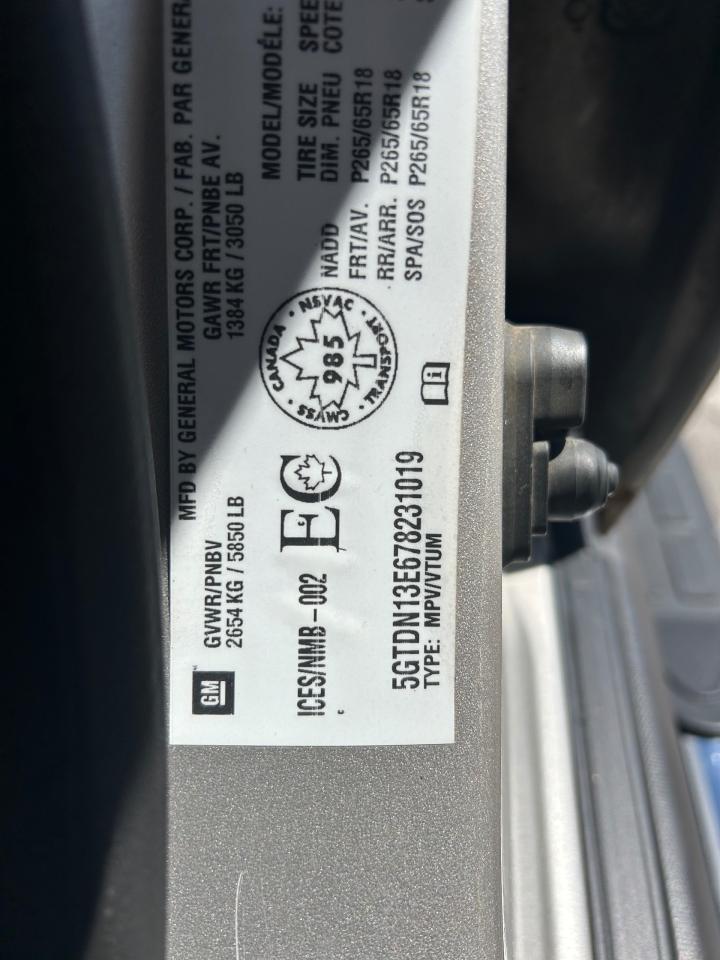 MFD BY GENERAL MOTORS CORP. / FAB. PAR GENERA
GVWR/PNBV
2654 KG / 5850 LB
GAWR FRT/PNBE AV.
1384 KG / 3050 LB
GM
MODEL/MODÉLE:
ICES/NMB-002
c
EC
CANADA · NSVAC · TRANSPORT · CMVSS ·
985
TIRE SIZE SPEE
NADD DIM. PNEU COTE
FRT/AV. P265/65R18
RR/ARR. P265/65R18
SPA/SOS P265/65R18
5GTDN13E678231019
TYPE: MPV/VTUM